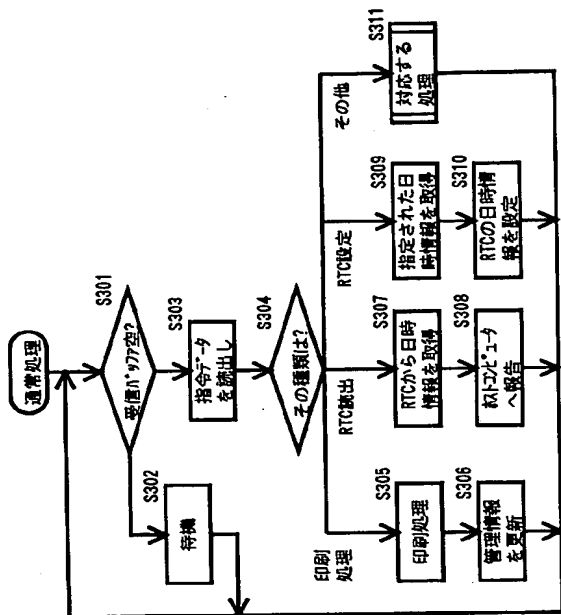 通常処理
S301
受信ﾊﾞｯﾌｧ空?
S302
待機
S303
指令ﾃﾞｰﾀ
を読出し
S304
その種類は?
印刷
処理
RTC読出
RTC設定
その他
S305
印刷処理
S306
管理情報
を更新
S307
RTCから日時
情報を取得
S308
ﾎｽﾄｺﾝﾋﾟｭｰﾀ
へ報告
S309
指定された日
時情報を取得
S310
RTCの日時情
報を設定
S311
対応する
処理